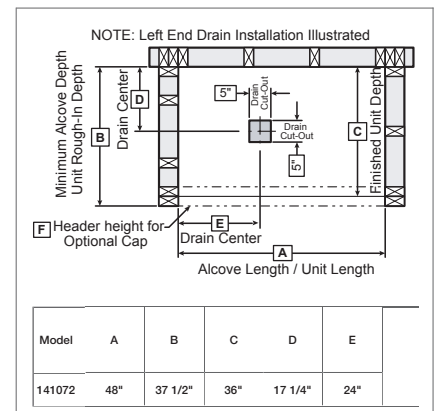 NOTE: Left End Drain Installation Illustrated
Minimum Alcove Depth
Unit Rough-In Depth
B
Drain Center
D
5"
Drain
Cut-Out
Drain
Cut-Out
5"
C
Finished Unit Depth
F Header height for
Optional Cap
E
Drain Center
A
Alcove Length / Unit Length
Model A B C D E
141072 48" 37 1/2" 36" 17 1/4" 24"